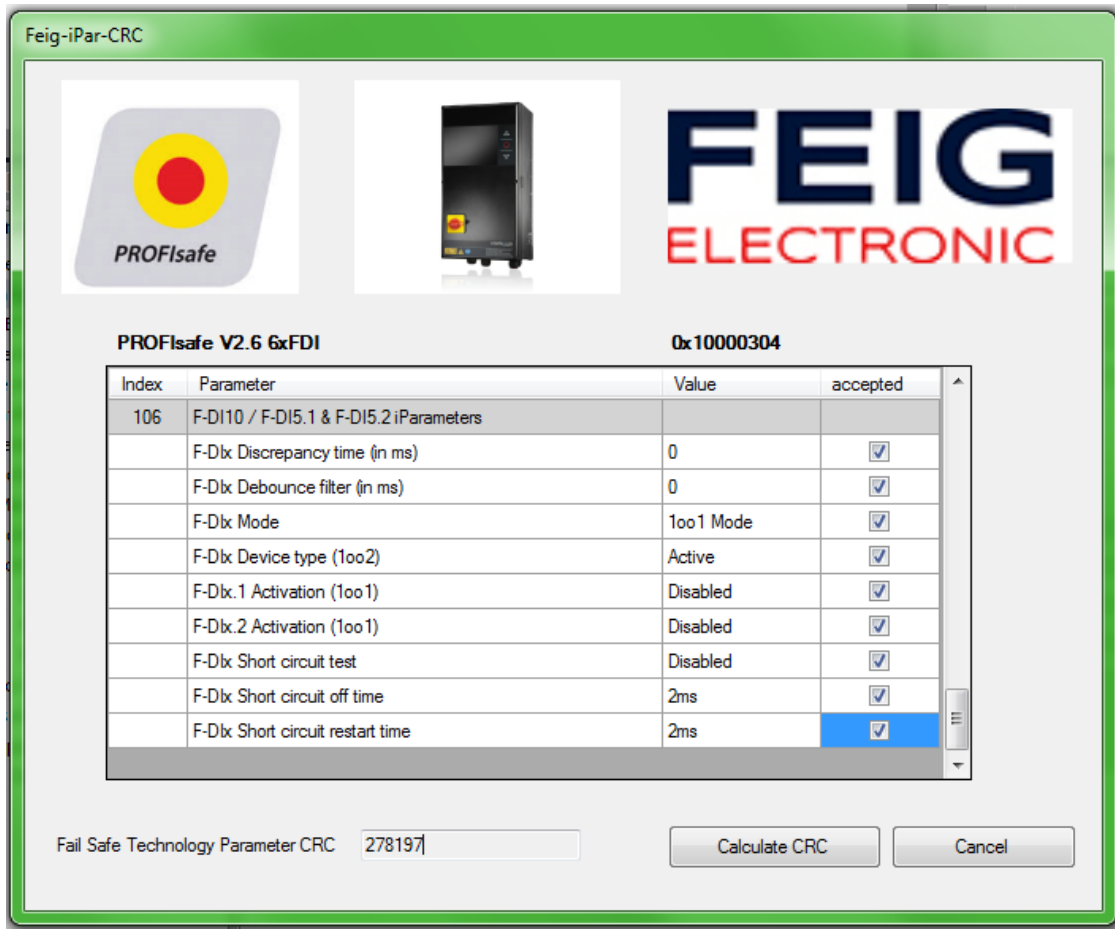 Feig-iPar-CRC
PROFIsafe
FEIG
ELECTRONIC
PROFIsafe V2.6 6xFDI 0x10000304
Index Parameter Value accepted
106 F-DI10 / F-DI5.1 & F-DI5.2 iParameters
F-DIx Discrepancy time (in ms) 0
F-DIx Debounce filter (in ms) 0
F-DIx Mode 1oo1 Mode
F-DIx Device type (1oo2) Active
F-DIx.1 Activation (1oo1) Disabled
F-DIx.2 Activation (1oo1) Disabled
F-DIx Short circuit test Disabled
F-DIx Short circuit off time 2ms
F-DIx Short circuit restart time 2ms
Fail Safe Technology Parameter CRC 278197 Calculate CRC Cancel